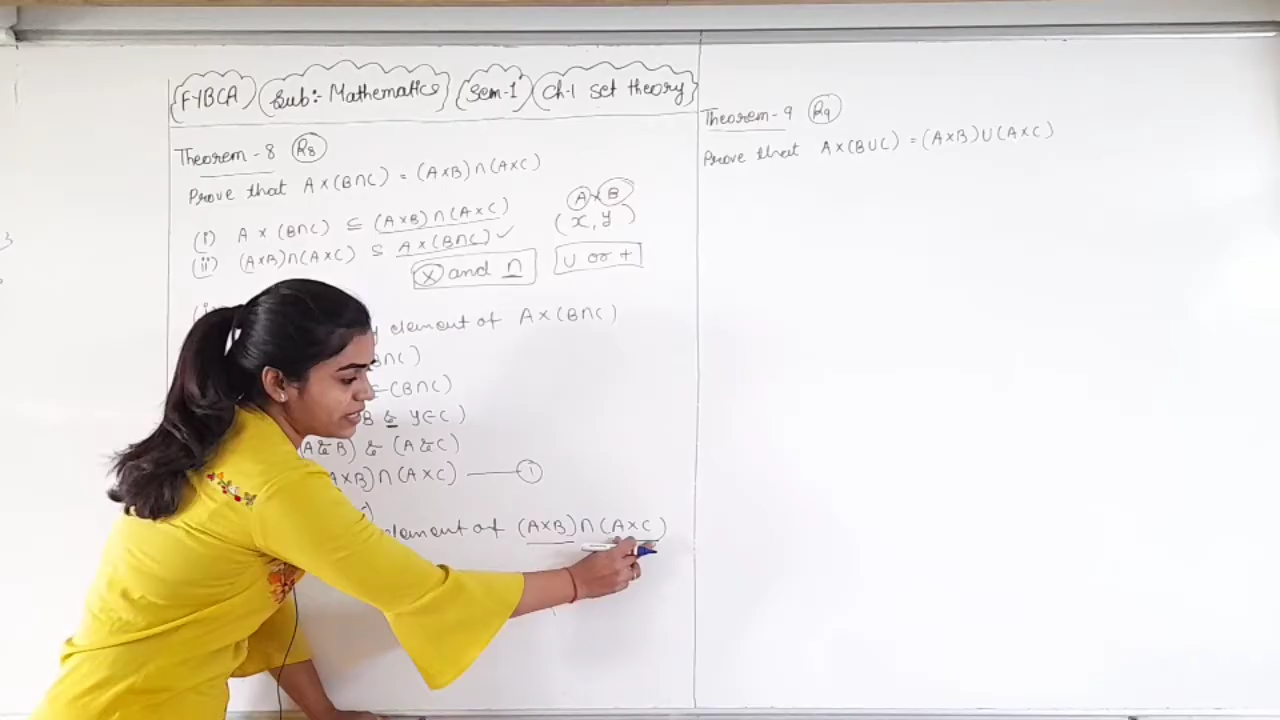 FYBCA Sub:- Mathematics Sem-1 Ch-1 Set theory
Theorem-8 R8
Prove that A×(B∩C) = (A×B)∩(A×C)
(i) A × (B∩C) ⊆ (A×B)∩(A×C)
(ii) (A×B)∩(A×C) ⊆ A×(B∩C) ✓
A×B
(x,y)
× and ∩
∪ or +
element of A×(B∩C)
∩C)
(B∩C)
B & y∈C)
(A&B) & (A&C)
A×B)∩(A×C) —— 1
element of (A×B)∩(A×C)
Theorem-9 R9
Prove that A×(B∪C) = (A×B)∪(A×C)